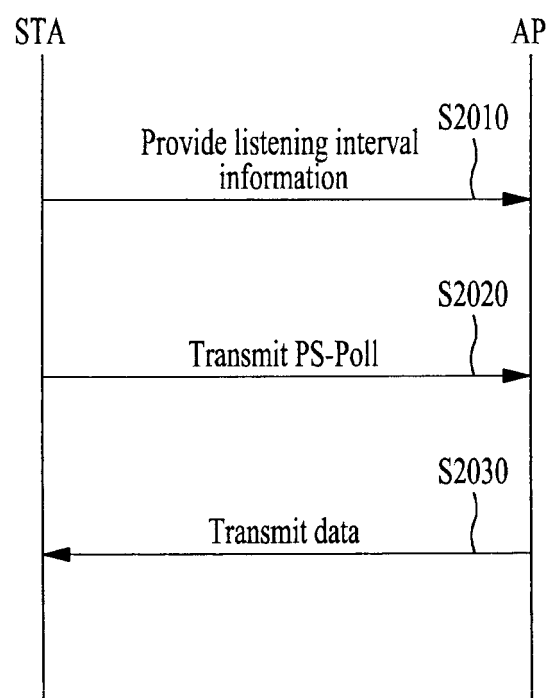 STA
AP
S2010
Provide listening interval
information
S2020
Transmit PS-Poll
S2030
Transmit data